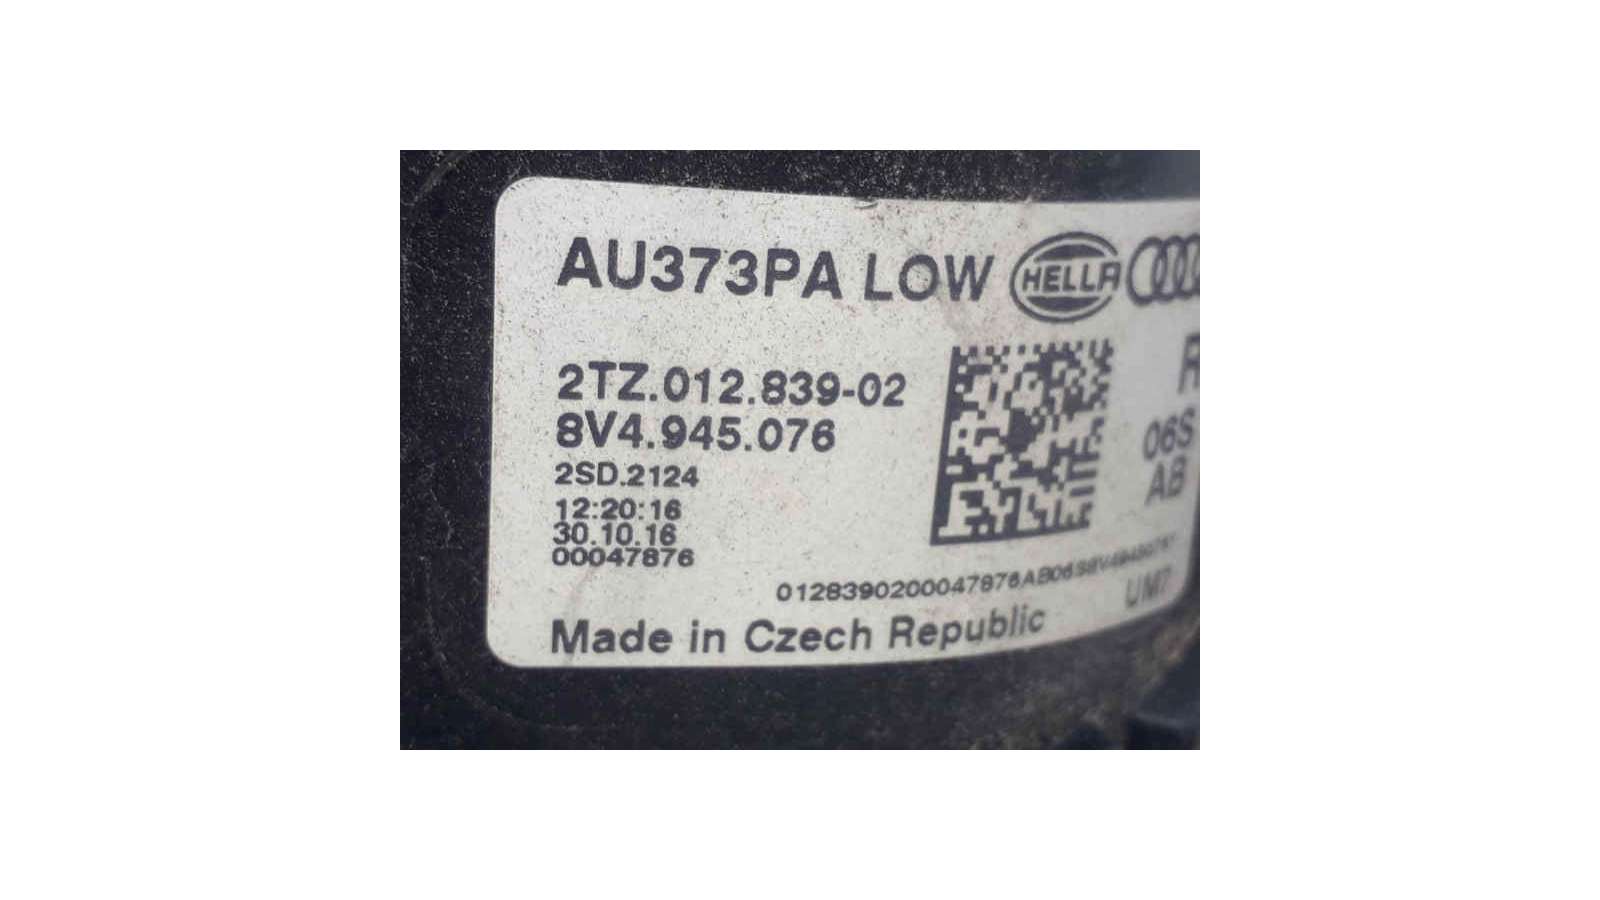 AU373PA LOW HELLA
2TZ.012.839-02 R
8V4.945.076 06S
2SD.2124 AB
12:20:16
30.10.16
00047876
Made in Czech Republic UM7